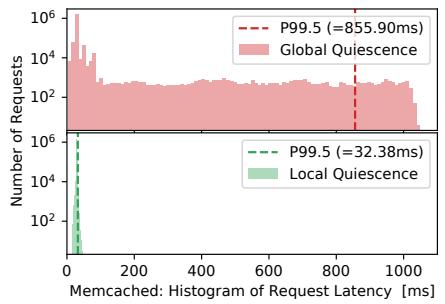 10^6
10^4
10^2
P99.5 (=855.90ms)
Global Quiescence
Number of Requests
10^6
10^4
10^2
P99.5 (=32.38ms)
Local Quiescence
0 200 400 600 800 1000
Memcached: Histogram of Request Latency [ms]